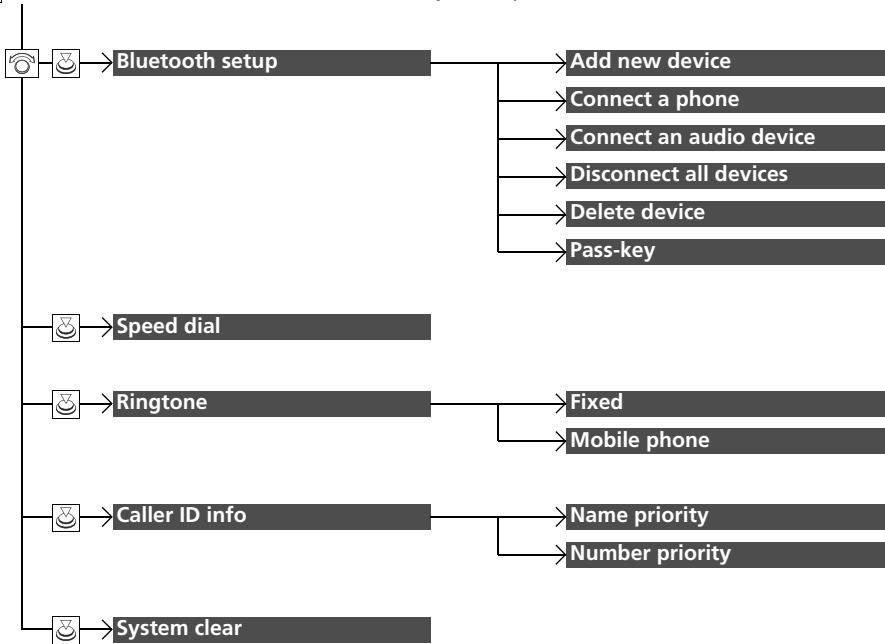 Bluetooth setup
Add new device
Connect a phone
Connect an audio device
Disconnect all devices
Delete device
Pass-key
Speed dial
Ringtone
Fixed
Mobile phone
Caller ID info
Name priority
Number priority
System clear